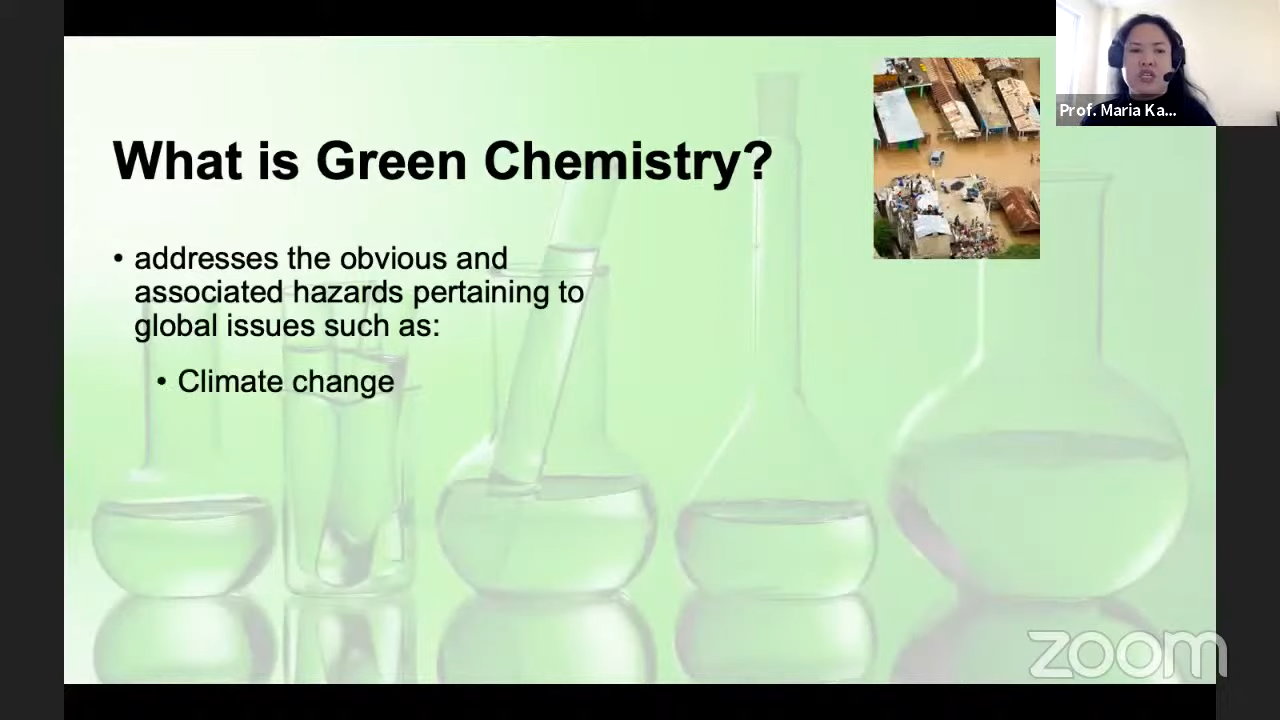 Prof. Maria Ka...
What is Green Chemistry?
• addresses the obvious and
associated hazards pertaining to
global issues such as:
• Climate change
zoom